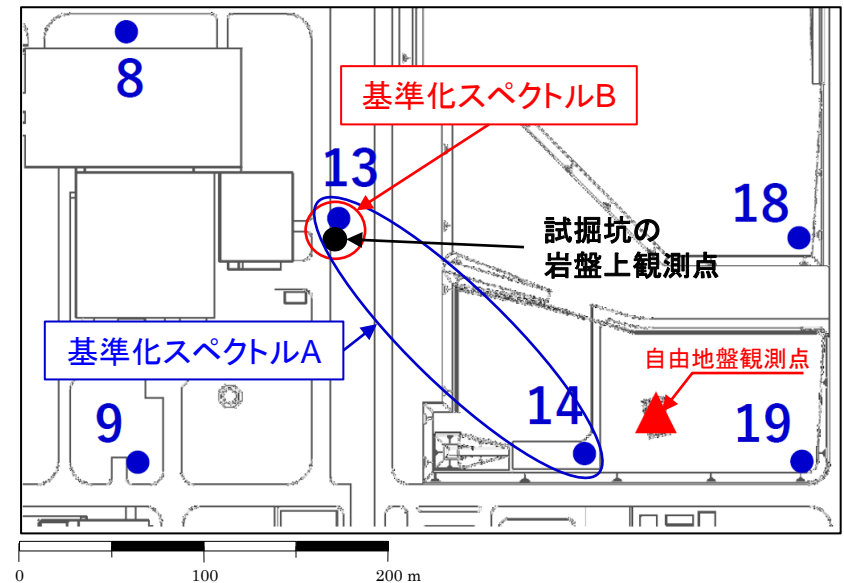 8
基準化スペクトルB
13
18
試掘坑の
岩盤上観測点
基準化スペクトルA
自由地盤観測点
9
14
19
0 100 200 m